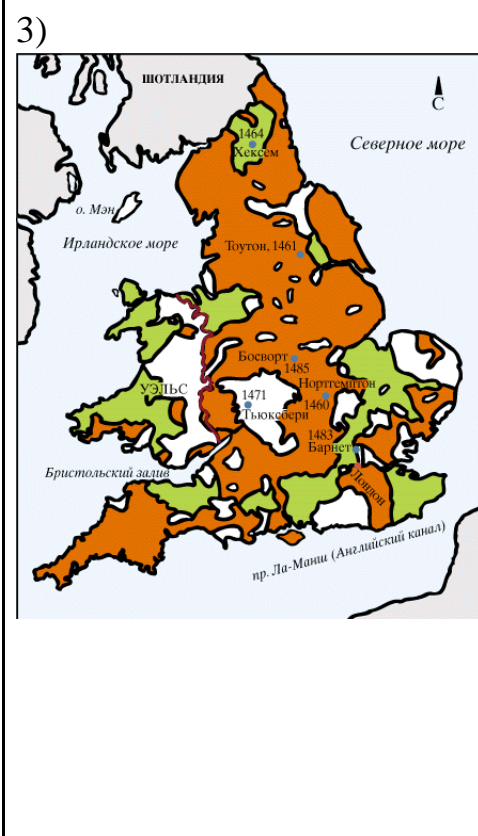 3)
ШОТЛАНДИЯ
С
1464
Хексем
Северное море
о. Мэн
Ирландское море
Тоутон, 1461
Босворт
1485
УЭЛЬС
Нортгемптон
1471
1460
Тьюксбери
1483
Барнет
Бристольский залив
Лондон
пр. Ла-Манш (Английский канал)